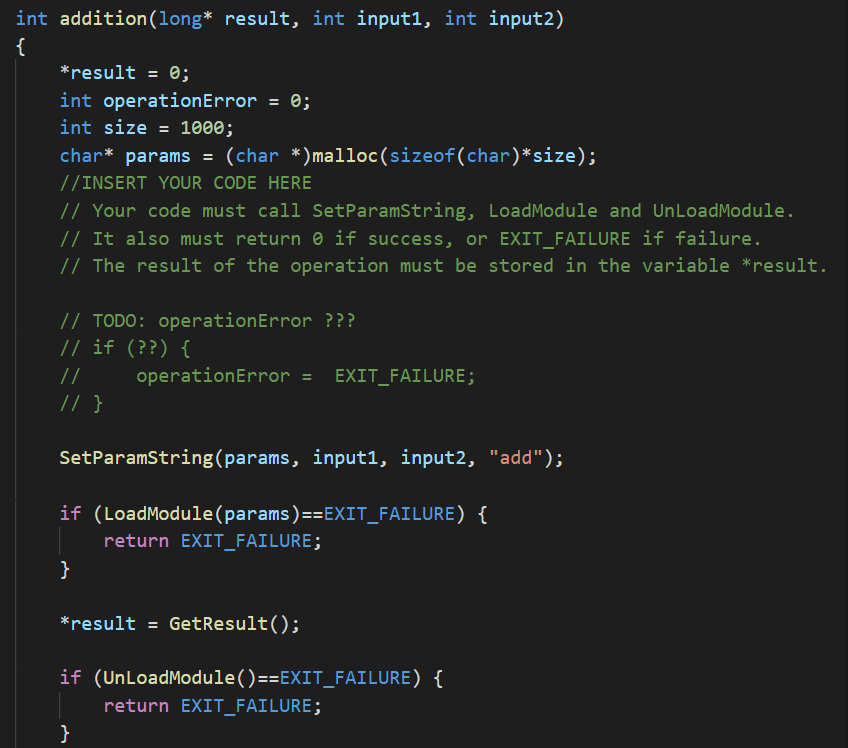 int addition(long* result, int input1, int input2)
{
    *result = 0;
    int operationError = 0;
    int size = 1000;
    char* params = (char *)malloc(sizeof(char)*size);
    //INSERT YOUR CODE HERE
    // Your code must call SetParamString, LoadModule and UnLoadModule.
    // It also must return 0 if success, or EXIT_FAILURE if failure.
    // The result of the operation must be stored in the variable *result.

    // TODO: operationError ???
    // if (??) {
    //     operationError =  EXIT_FAILURE;
    // }

    SetParamString(params, input1, input2, "add");

    if (LoadModule(params)==EXIT_FAILURE) {
        return EXIT_FAILURE;
    }

    *result = GetResult();

    if (UnLoadModule()==EXIT_FAILURE) {
        return EXIT_FAILURE;
    }